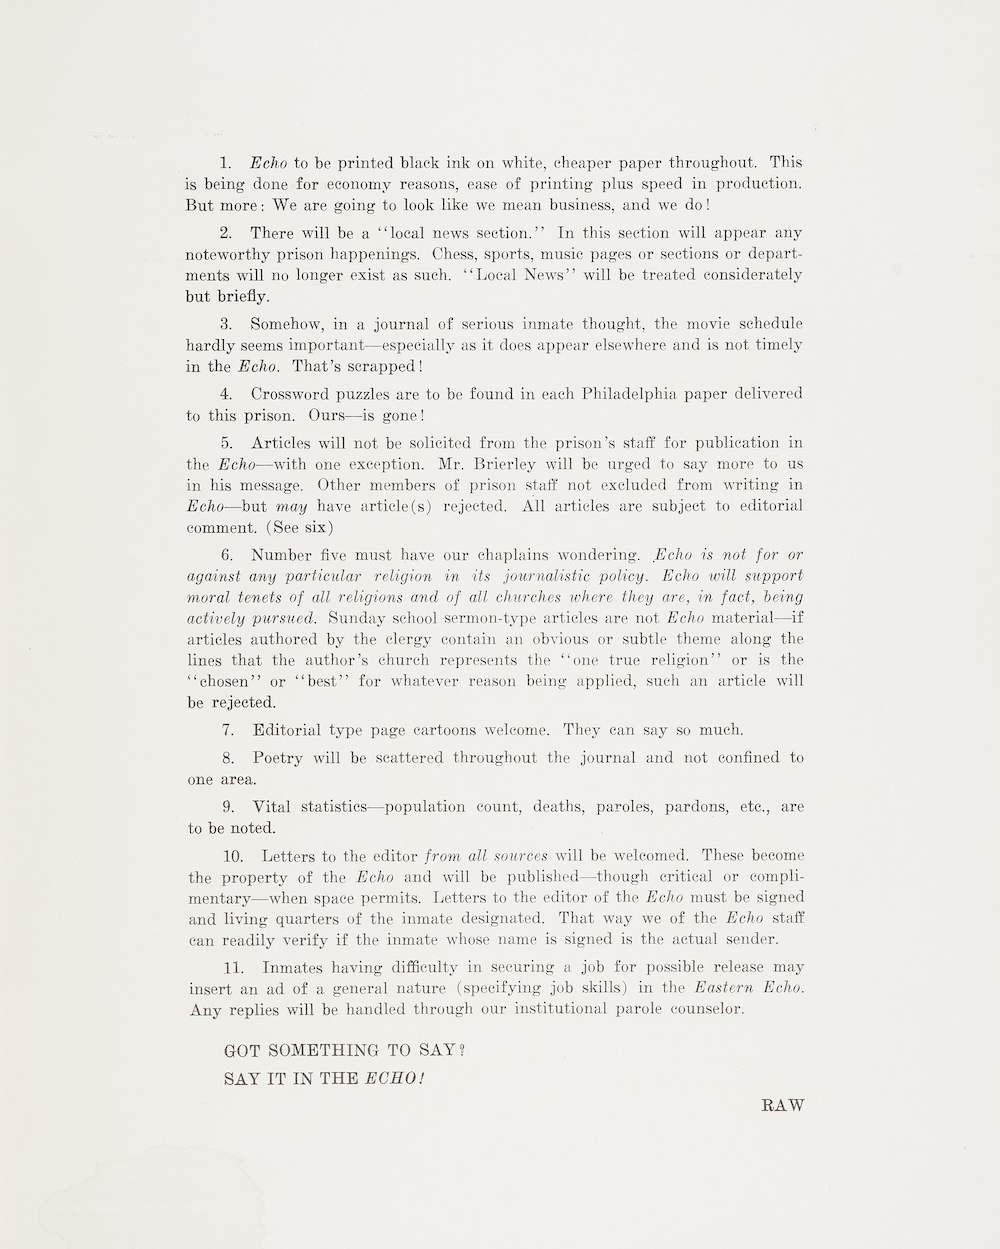 1. Echo to be printed black ink on white, cheaper paper throughout. This
is being done for economy reasons, ease of printing plus speed in production.
But more: We are going to look like we mean business, and we do!
2. There will be a ‘‘local news section.’’ In this section will appear any
noteworthy prison happenings. Chess, sports, music pages or sections or depart-
ments will no longer exist as such. ‘‘Local News’’ will be treated considerately
but briefly.
3. Somehow, in a journal of serious inmate thought, the movie schedule
hardly seems important—especially as it does appear elsewhere and is not timely
in the Echo. That's scrapped!
4. Crossword puzzles are to be found in each Philadelphia paper delivered
to this prison. Ours—is gone!
5. Articles will not be solicited from the prison's staff for publication in
the Echo—with one exception. Mr. Brierley will be urged to say more to us
in his message. Other members of prison staff not excluded from writing in
Echo—but may have article(s) rejected. All articles are subject to editorial
comment. (See six)
6. Number five must have our chaplains wondering. Echo is not for or
against any particular religion in its journalistic policy. Echo will support
moral tenets of all religions and of all churches where they are, in fact, being
actively pursued. Sunday school sermon-type articles are not Echo material—if
articles authored by the clergy contain an obvious or subtle theme along the
lines that the author's church represents the ‘‘one true religion’’ or is the
‘‘chosen’’ or ‘‘best’’ for whatever reason being applied, such an article will
be rejected.
7. Editorial type page cartoons welcome. They can say so much.
8. Poetry will be scattered throughout the journal and not confined to
one area.
9. Vital statistics—population count, deaths, paroles, pardons, etc., are
to be noted.
10. Letters to the editor from all sources will be welcomed. These become
the property of the Echo and will be published—though critical or compli-
mentary—when space permits. Letters to the editor of the Echo must be signed
and living quarters of the inmate designated. That way we of the Echo staff
can readily verify if the inmate whose name is signed is the actual sender.
11. Inmates having difficulty in securing a job for possible release may
insert an ad of a general nature (specifying job skills) in the Eastern Echo.
Any replies will be handled through our institutional parole counselor.
GOT SOMETHING TO SAY?
SAY IT IN THE ECHO!
RAW